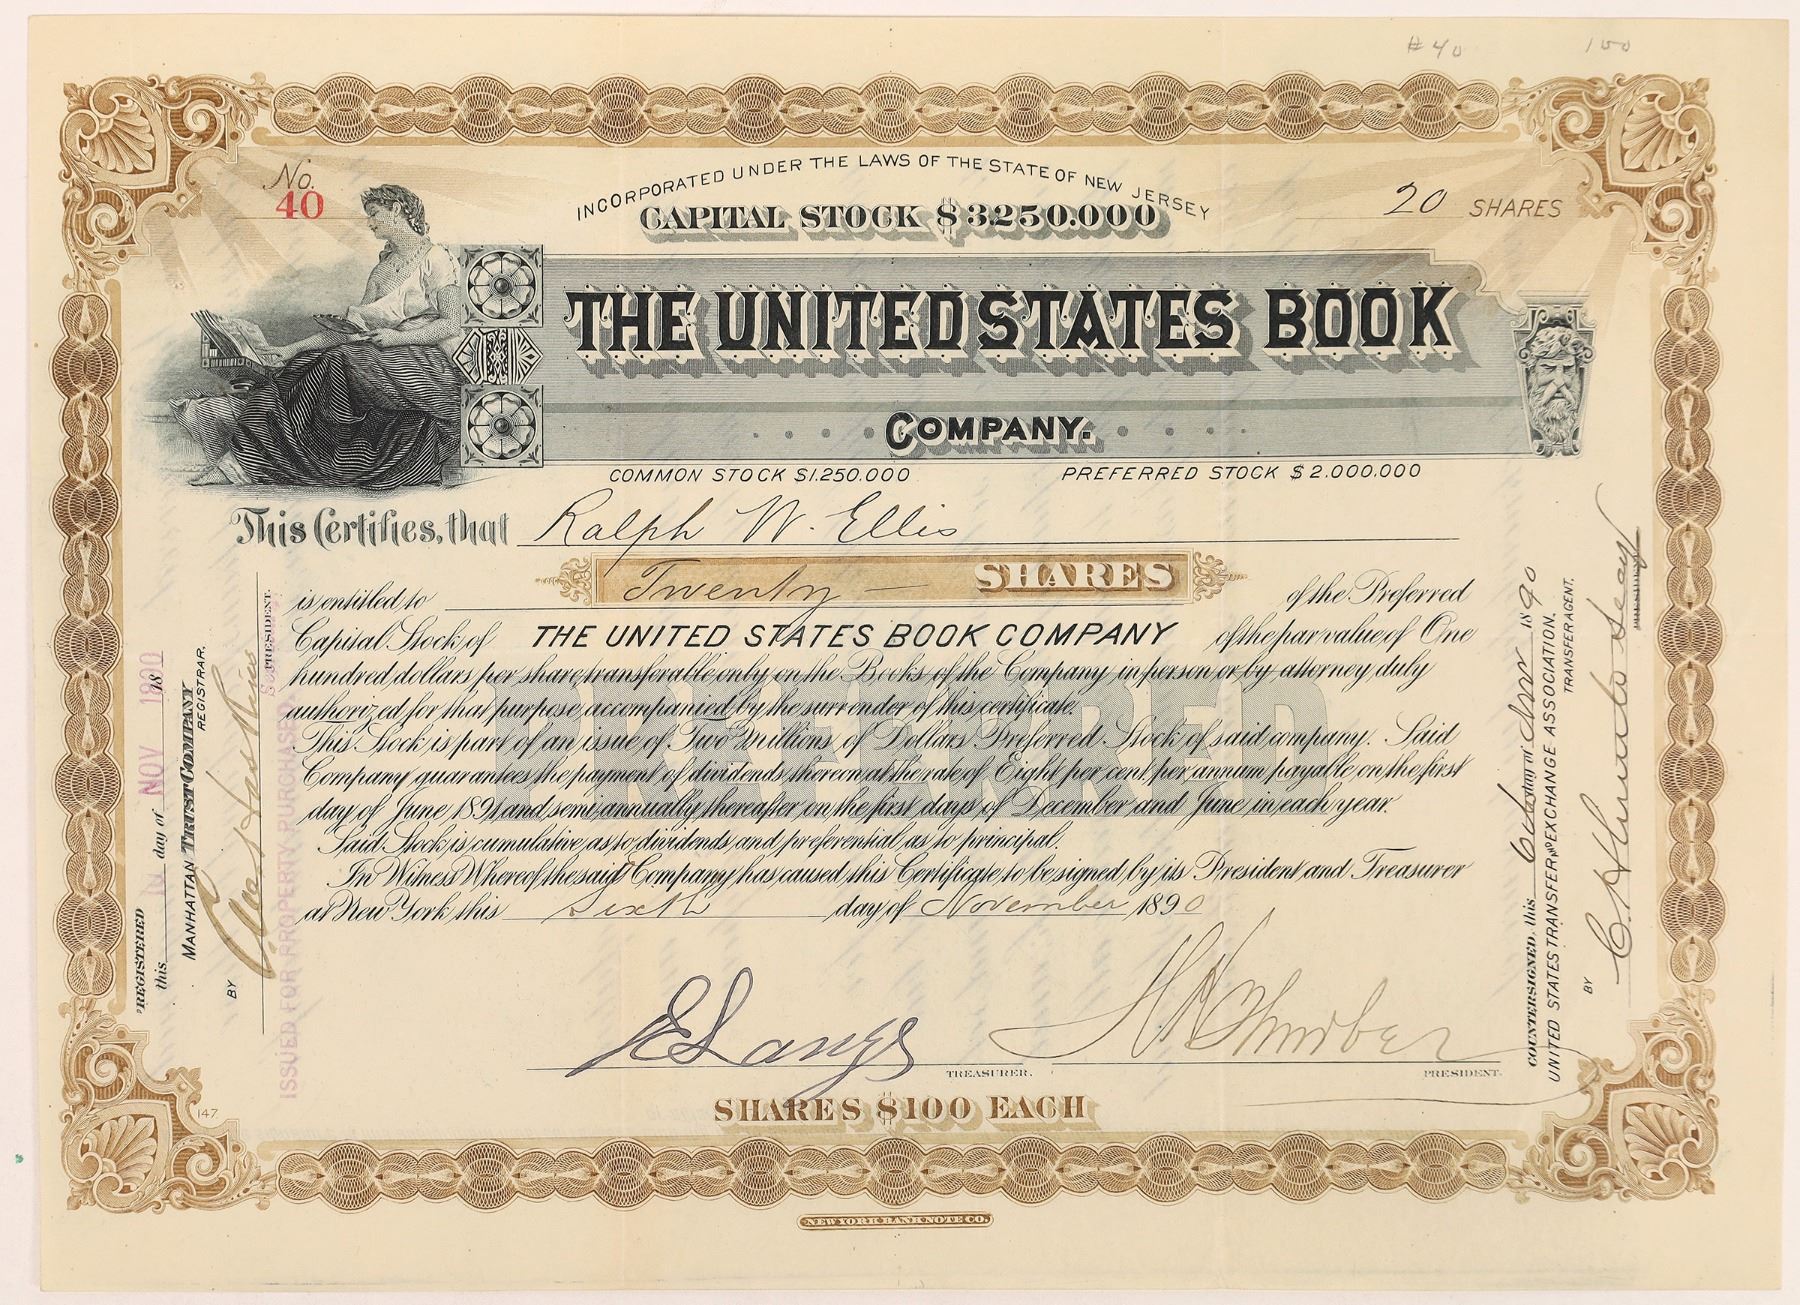 #40 100
No.
40
INCORPORATED UNDER THE LAWS OF THE STATE OF NEW JERSEY
CAPITAL STOCK $3.250.000
20 SHARES
THE UNITED STATES BOOK
COMPANY.
COMMON STOCK $1.250.000 PREFERRED STOCK $2.000.000
This Certifies, that Ralph W. Ellis
is entitled to Twenty — SHARES of the Preferred
Capital Stock of THE UNITED STATES BOOK COMPANY of the par value of One
hundred dollars per share, transferable only on the Books of the Company in person or by attorney duly
authorized for that purpose, accompanied by the surrender of this certificate.
This Stock is part of an issue of Two Millions of Dollars Preferred Stock of said company. Said
Company guarantees the payment of dividends thereon at the rate of Eight per cent, per annum payable on the first
day of June 1891 and semi annually thereafter on the first days of December and June in each year.
Said Stock is cumulative as to dividends and preferential as to principal.
In Witness Whereof the said Company has caused this Certificate to be signed by its President and Treasurer
at New York this Sixth day of November 1890
PREFERRED
TREASURER.
H K Thurber
PRESIDENT.
SHARES $100 EACH
147
NEW YORK BANK NOTE CO.
REGISTERED
this day of NOV 1890 18
MANHATTAN TRUST COMPANY
REGISTRAR.
BY
PRESIDENT.
ISSUED FOR PROPERTY PURCHASED
COUNTERSIGNED, this 6th day of Nov 1890
UNITED STATES TRANSFER AND EXCHANGE ASSOCIATION,
TRANSFER AGENT.
BY